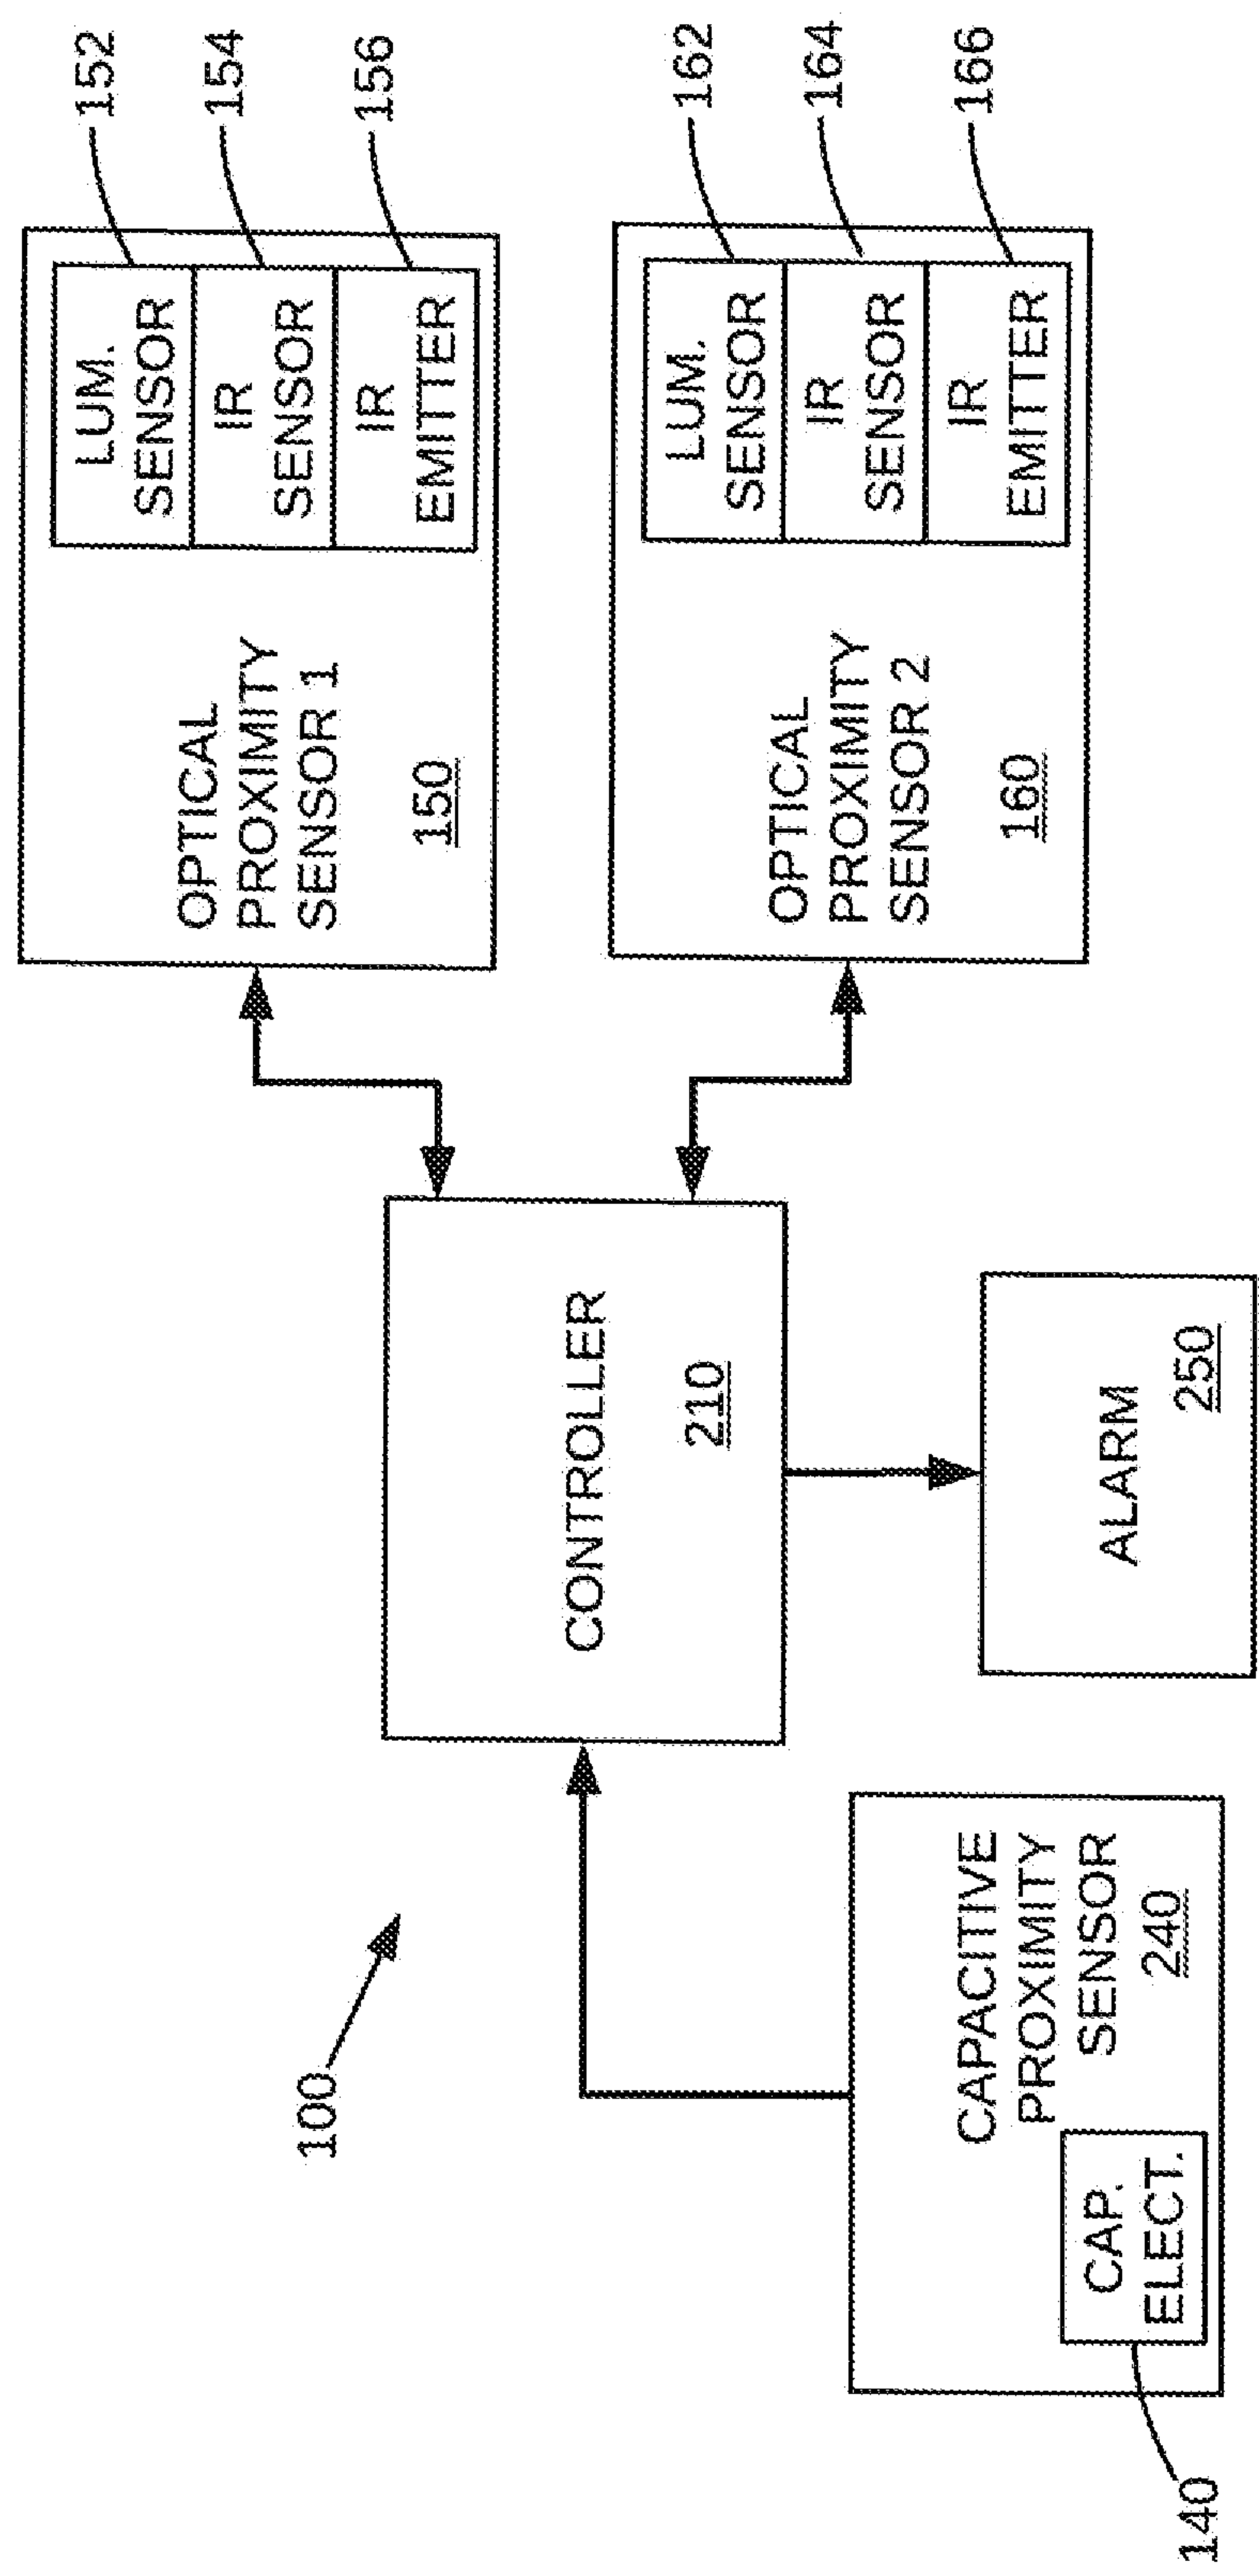 100
CAPACITIVE
PROXIMITY
SENSOR
240
CAP.
ELECT.
140
CONTROLLER
210
ALARM
250
OPTICAL
PROXIMITY
SENSOR 1
150
LUM.
SENSOR
152
IR
SENSOR
154
IR
EMITTER
156
OPTICAL
PROXIMITY
SENSOR 2
160
LUM.
SENSOR
162
IR
SENSOR
164
IR
EMITTER
166